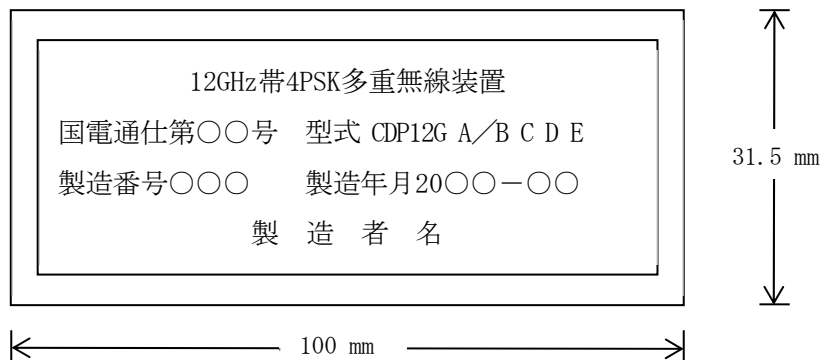 12GHz帯4PSK多重無線装置
国電通仕第○○号　型式 CDP12G A／B C D E
製造番号○○○　製造年月20○○－○○
製　造　者　名
31.5 mm
100 mm